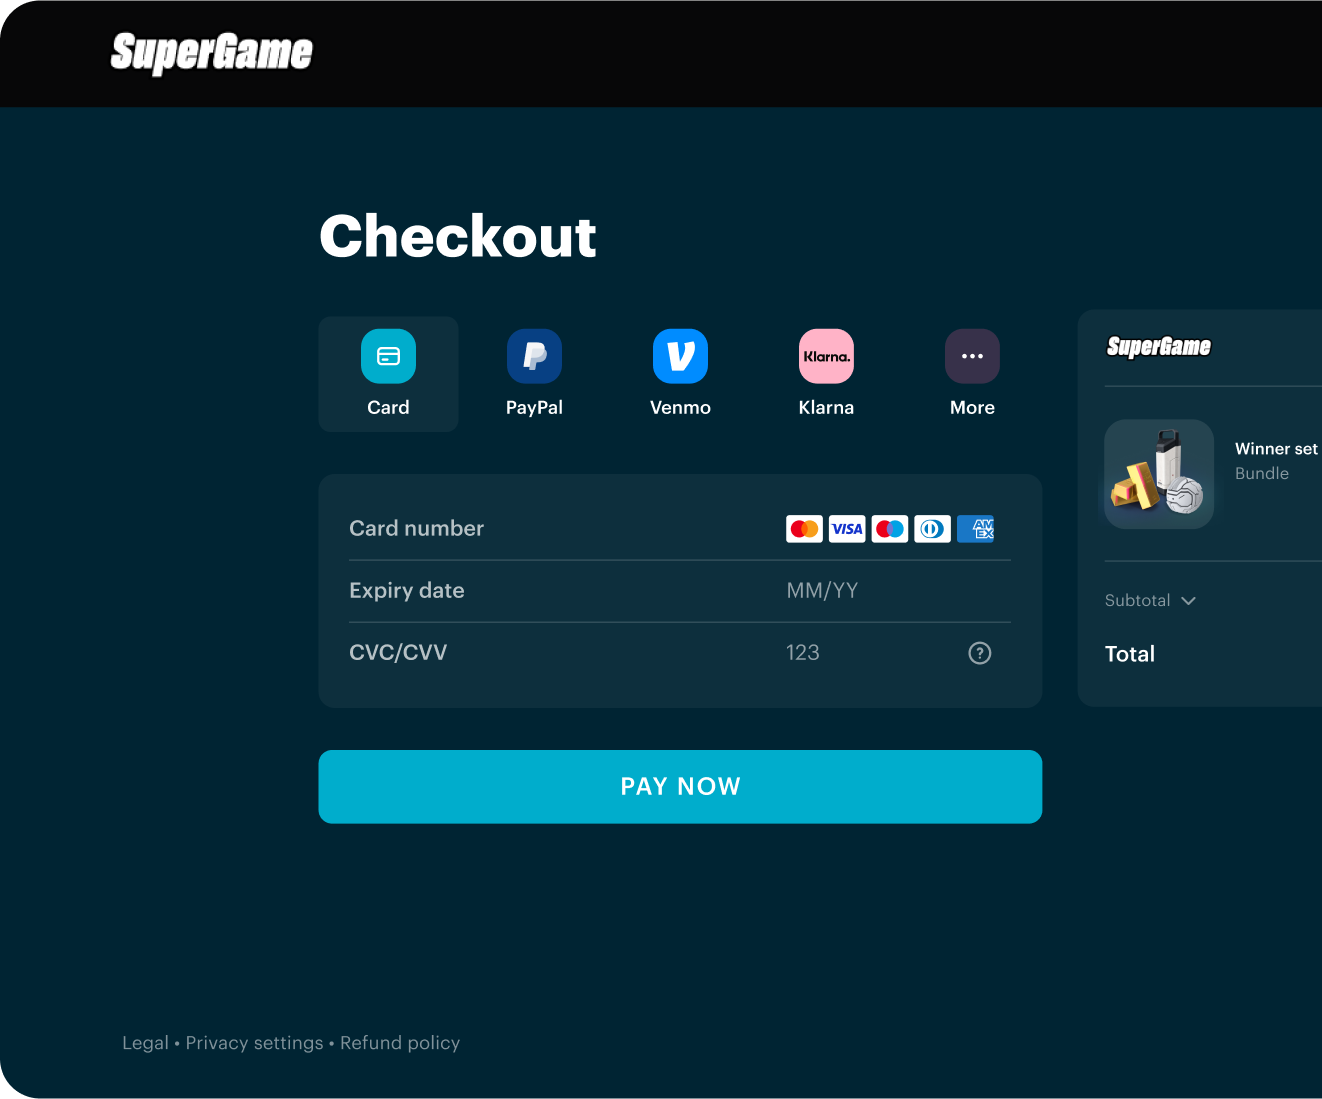 SuperGame
Checkout
Card
PayPal
Venmo
Klarna.
Klarna
More
Card number
VISA
AM
EX
Expiry date
MM/YY
CVC/CVV
123
?
PAY NOW
SuperGame
Winner set
Bundle
Subtotal
Total
Legal • Privacy settings • Refund policy